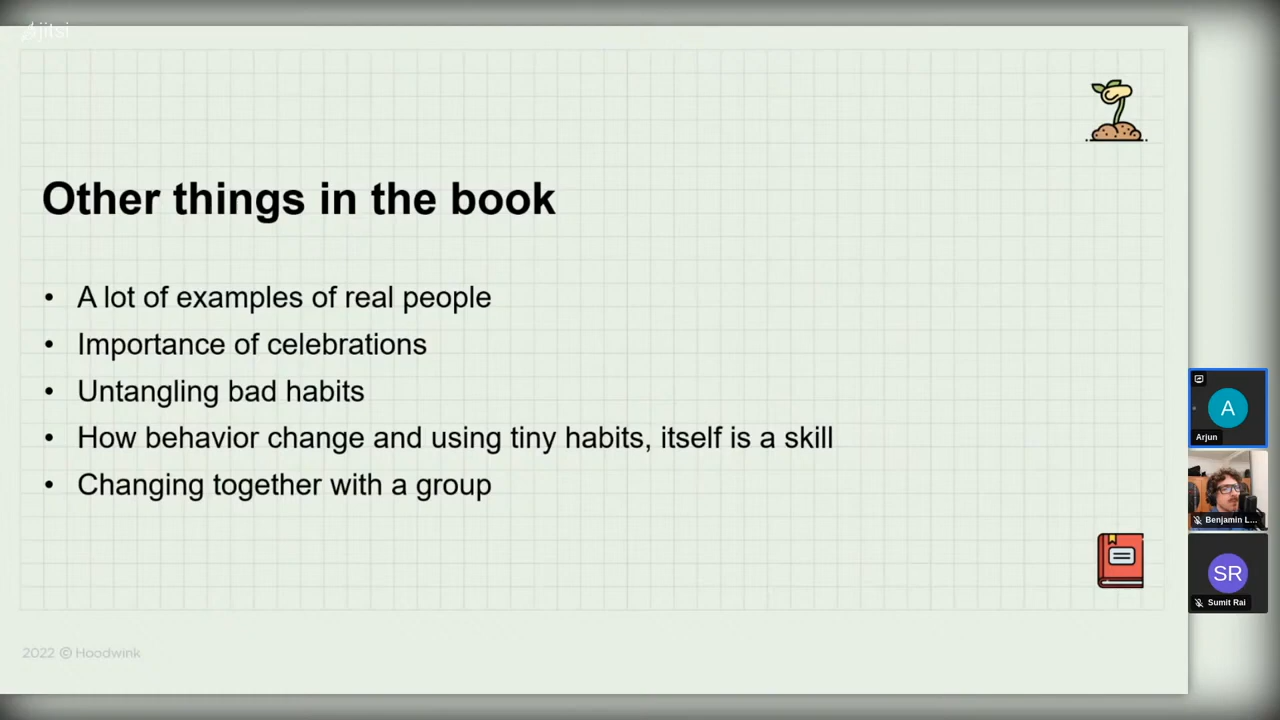 jitsi
Other things in the book
• A lot of examples of real people
• Importance of celebrations
• Untangling bad habits
• How behavior change and using tiny habits, itself is a skill
• Changing together with a group
2022 © Hoodwink
A
Arjun
Benjamin L...
SR
Sumit Rai